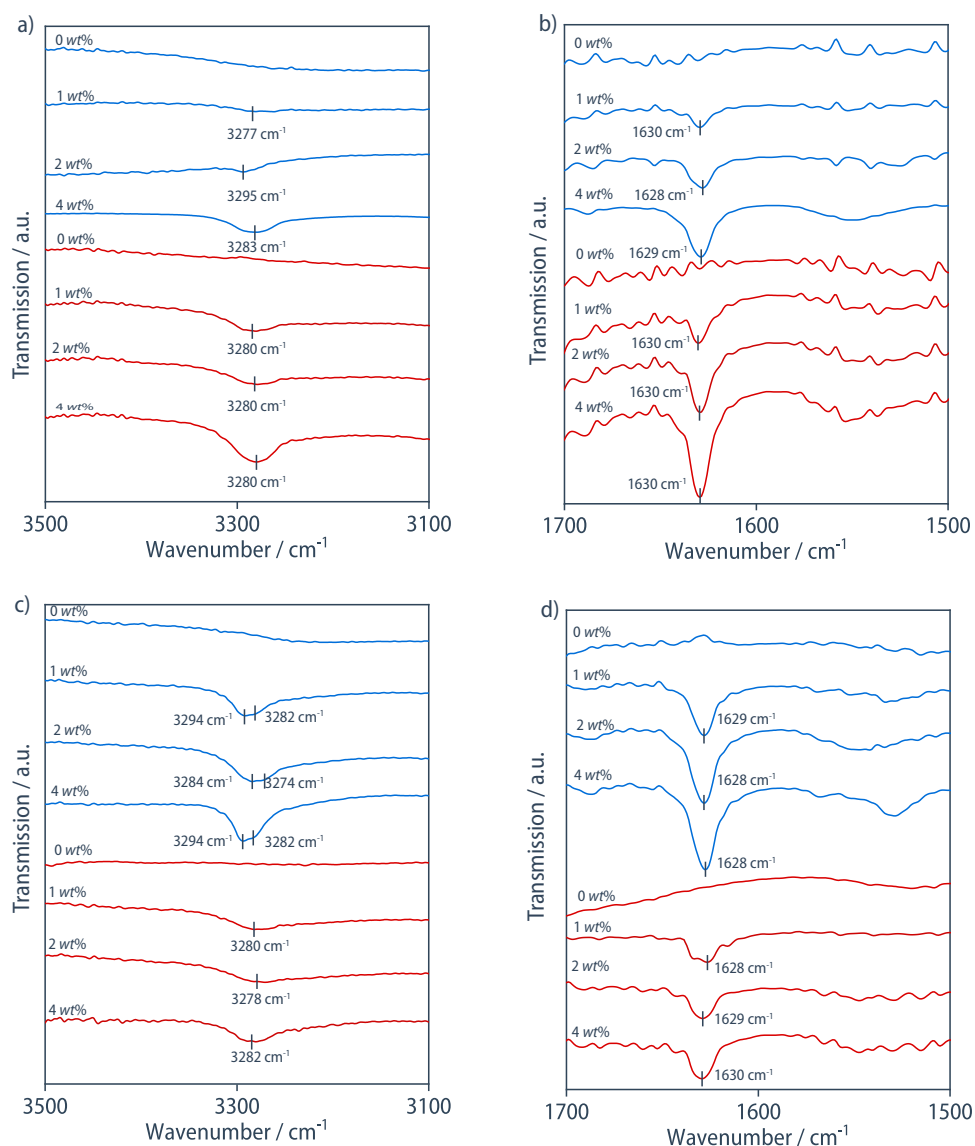 a)
0 wt%
1 wt%
3277 cm-1
2 wt%
3295 cm-1
4 wt%
3283 cm-1
0 wt%
1 wt%
3280 cm-1
2 wt%
3280 cm-1
4 wt%
3280 cm-1
Transmission / a.u.
3500 3300 3100
Wavenumber / cm-1
b)
0 wt%
1 wt%
1630 cm-1
2 wt%
1628 cm-1
4 wt%
1629 cm-1
0 wt%
1 wt%
1630 cm-1
2 wt%
1630 cm-1
4 wt%
1630 cm-1
Transmission / a.u.
1700 1600 1500
Wavenumber / cm-1
c)
0 wt%
1 wt%
3294 cm-1 3282 cm-1
2 wt%
3284 cm-1 3274 cm-1
4 wt%
3294 cm-1 3282 cm-1
0 wt%
1 wt%
3280 cm-1
2 wt%
3278 cm-1
4 wt%
3282 cm-1
Transmission / a.u.
3500 3300 3100
Wavenumber / cm-1
d)
0 wt%
1 wt%
1629 cm-1
2 wt%
1628 cm-1
4 wt%
1628 cm-1
0 wt%
1 wt%
1628 cm-1
2 wt%
1629 cm-1
4 wt%
1630 cm-1
Transmission / a.u.
1700 1600 1500
Wavenumber / cm-1